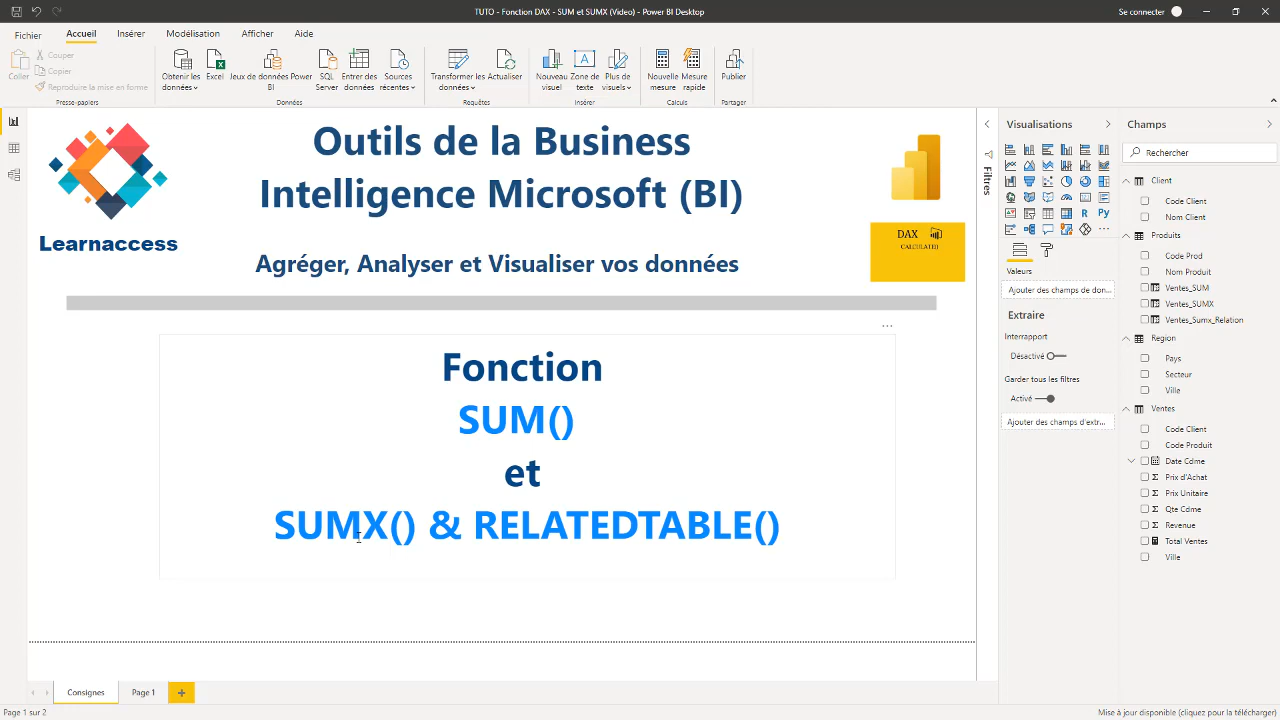 TUTO - Fonction DAX - SUM et SUMX (Video) - Power BI Desktop
Se connecter
Fichier
Accueil
Insérer
Modélisation
Afficher
Aide
Coller
Couper
Copier
Reproduire la mise en forme
Presse-papiers
Obtenir les données
Excel
Jeux de données Power BI
SQL Server
Entrer des données
Sources récentes
Données
Transformer les données
Actualiser
Requêtes
Nouveau visuel
Zone de texte
Plus de visuels
Insérer
Nouvelle mesure
Mesure rapide
Calculs
Publier
Partager
Learnaccess
Outils de la Business
Intelligence Microsoft (BI)
Agréger, Analyser et Visualiser vos données
DAX
CALCULATE()
Fonction
SUM()
et
SUMX() & RELATEDTABLE()
Filtres
Visualisations
R
Py
Valeurs
Ajouter des champs de don...
Extraire
Interrapport
Désactivé
Garder tous les filtres
Activé
Ajouter des champs d'extr...
Champs
Rechercher
Client
Code Client
Nom Client
Produits
Code Prod
Nom Produit
Ventes_SUM
Ventes_SUMX
Ventes_Sumx_Relation
Region
Pays
Secteur
Ville
Ventes
Code Client
Code Produit
Date Cdme
Prix d'Achat
Prix Unitaire
Qte Cdme
Revenue
Total Ventes
Ville
Consignes
Page 1
Page 1 sur 2
Mise à jour disponible (cliquez pour la télécharger)